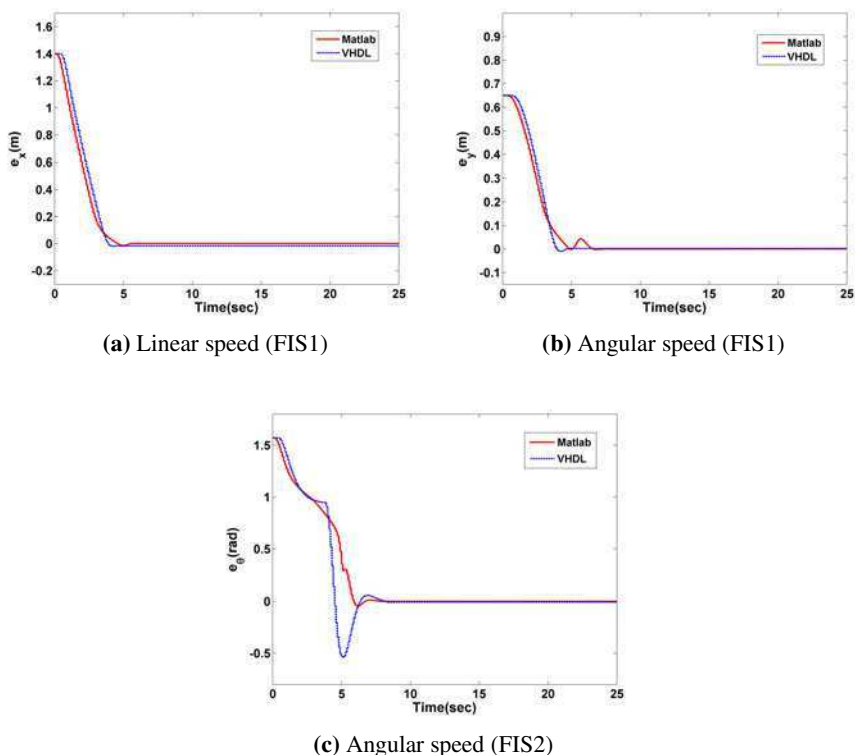 1.6
1.4
1.2
1
0.8
0.6
0.4
0.2
0
-0.2
e_x(m)
0 5 10 15 20 25
Time(sec)
Matlab
VHDL
(a) Linear speed (FIS1)
0.9
0.8
0.7
0.6
0.5
0.4
0.3
0.2
0.1
0
-0.1
e_y(m)
0 5 10 15 20 25
Time(sec)
Matlab
VHDL
(b) Angular speed (FIS1)
1.5
1
0.5
0
-0.5
e_θ(rad)
0 5 10 15 20 25
Time(sec)
Matlab
VHDL
(c) Angular speed (FIS2)